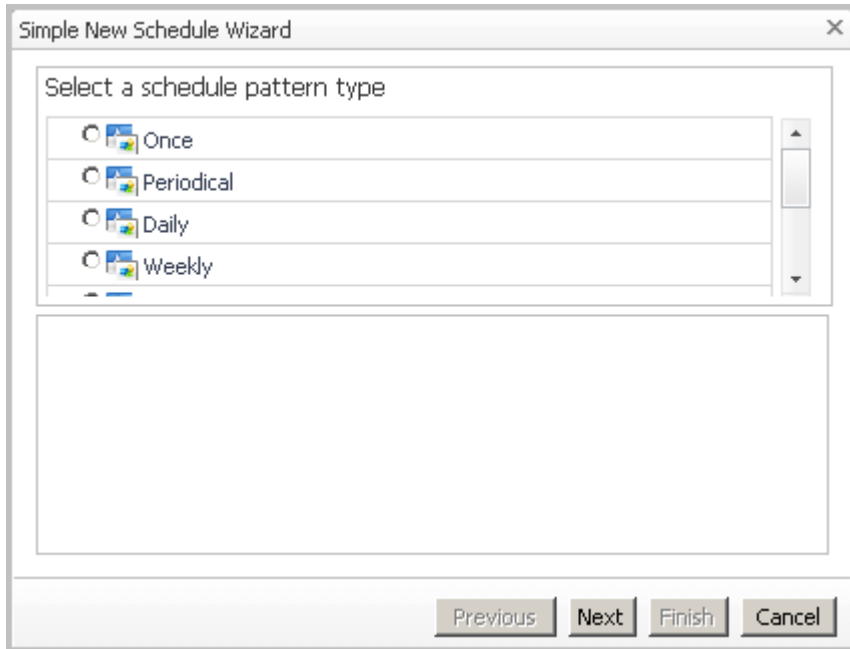 Simple New Schedule Wizard
Select a schedule pattern type
Once
Periodical
Daily
Weekly
Previous Next Finish Cancel